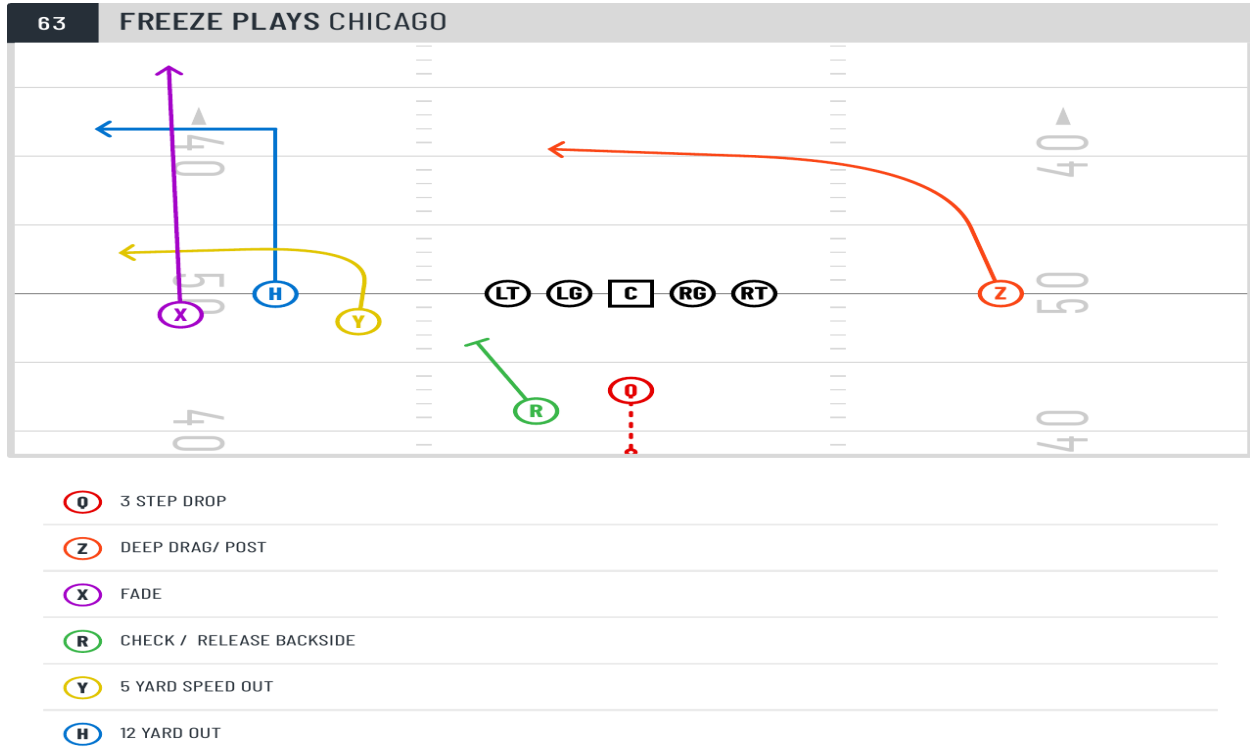 63 FREEZE PLAYS CHICAGO
40 40
X H Y LT LG C RG RT Z
50 50
R Q
40 40
Q 3 STEP DROP
Z DEEP DRAG/ POST
X FADE
R CHECK / RELEASE BACKSIDE
Y 5 YARD SPEED OUT
H 12 YARD OUT